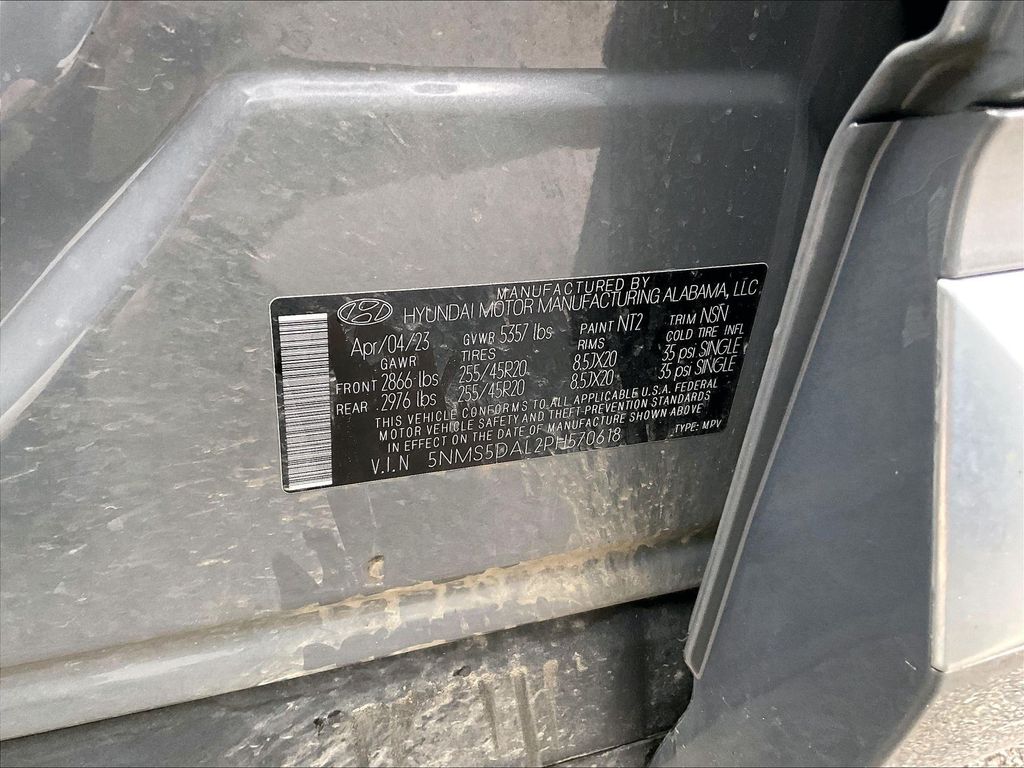 MANUFACTURED BY
HYUNDAI MOTOR MANUFACTURING ALABAMA, LLC.
Apr/04/23 GVWR 5357 lbs PAINT NT2 TRIM NSN
GAWR TIRES RIMS COLD TIRE INFL
FRONT 2866 lbs 255/45R20 8.5JX20 35 psi SINGLE
REAR 2976 lbs 255/45R20 8.5JX20 35 psi SINGLE
THIS VEHICLE CONFORMS TO ALL APPLICABLE U.S.A. FEDERAL
MOTOR VEHICLE SAFETY AND THEFT PREVENTION STANDARDS
IN EFFECT ON THE DATE OF MANUFACTURE SHOWN ABOVE
V.I.N 5NMS5DAL2PH570618 TYPE: MPV